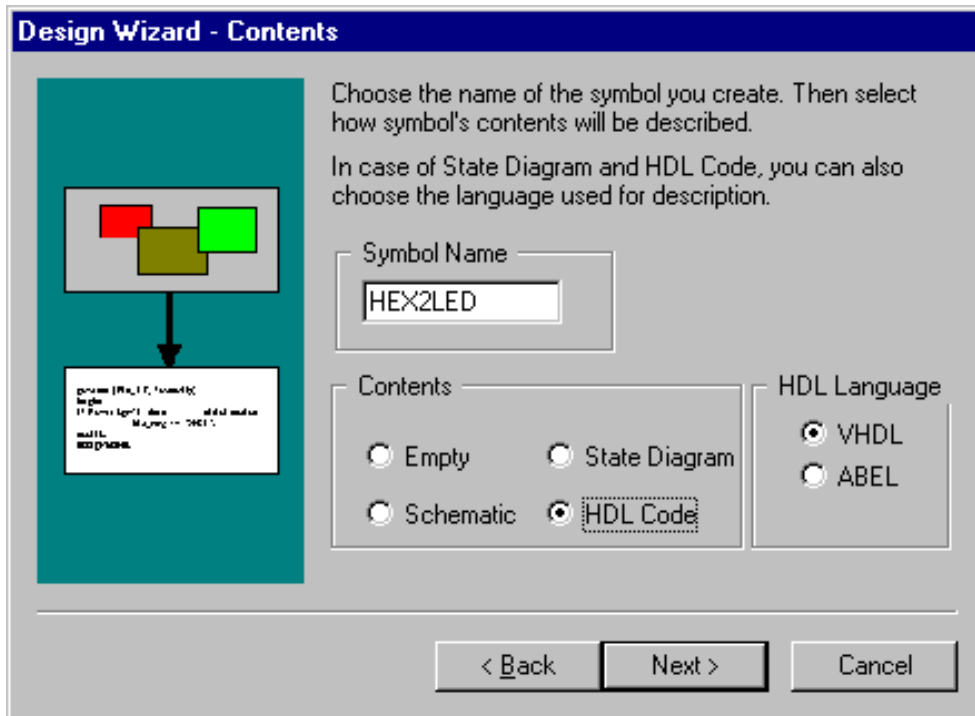 Design Wizard - Contents
Choose the name of the symbol you create. Then select
how symbol's contents will be described.
In case of State Diagram and HDL Code, you can also
choose the language used for description.
Symbol Name
HEX2LED
Contents
Empty
State Diagram
Schematic
HDL Code
HDL Language
VHDL
ABEL
< Back
Next >
Cancel